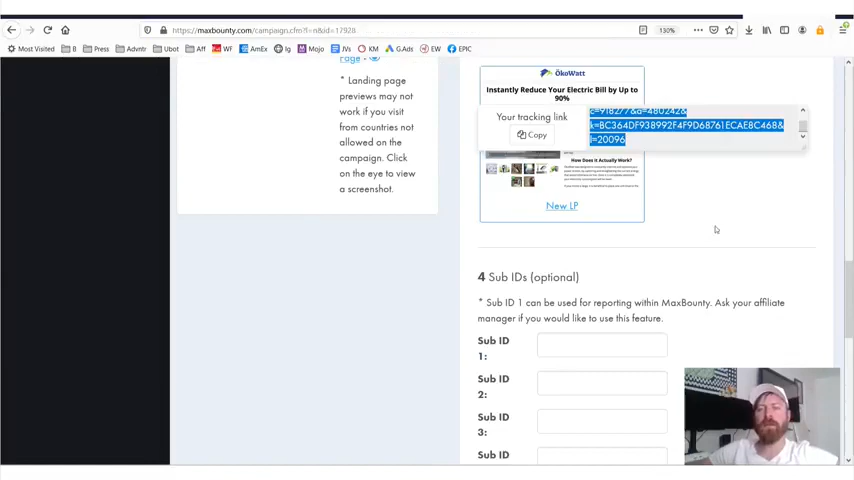 https://maxbounty.com/campaign.cfm?f=n&id=17928
130%
Most Visited B Press Advntr Ubot Aff WF AmEx Ig Mojo JVs KM G.Ads EW EPIC
Page -
* Landing page
previews may not
work if you visit
from countries not
allowed on the
campaign. Click
on the eye to view
a screenshot.
ÖkoWatt
Instantly Reduce Your Electric Bill by Up to
90%
Your tracking link
Copy
c=918277&a=480242&
k=8C364DF938992F4F9D68761ECAE8C468&
l=20096
How Does It Actually Work?
New LP
4 Sub IDs (optional)
* Sub ID 1 can be used for reporting within MaxBounty. Ask your affiliate
manager if you would like to use this feature.
Sub ID
1:
Sub ID
2:
Sub ID
3:
Sub ID